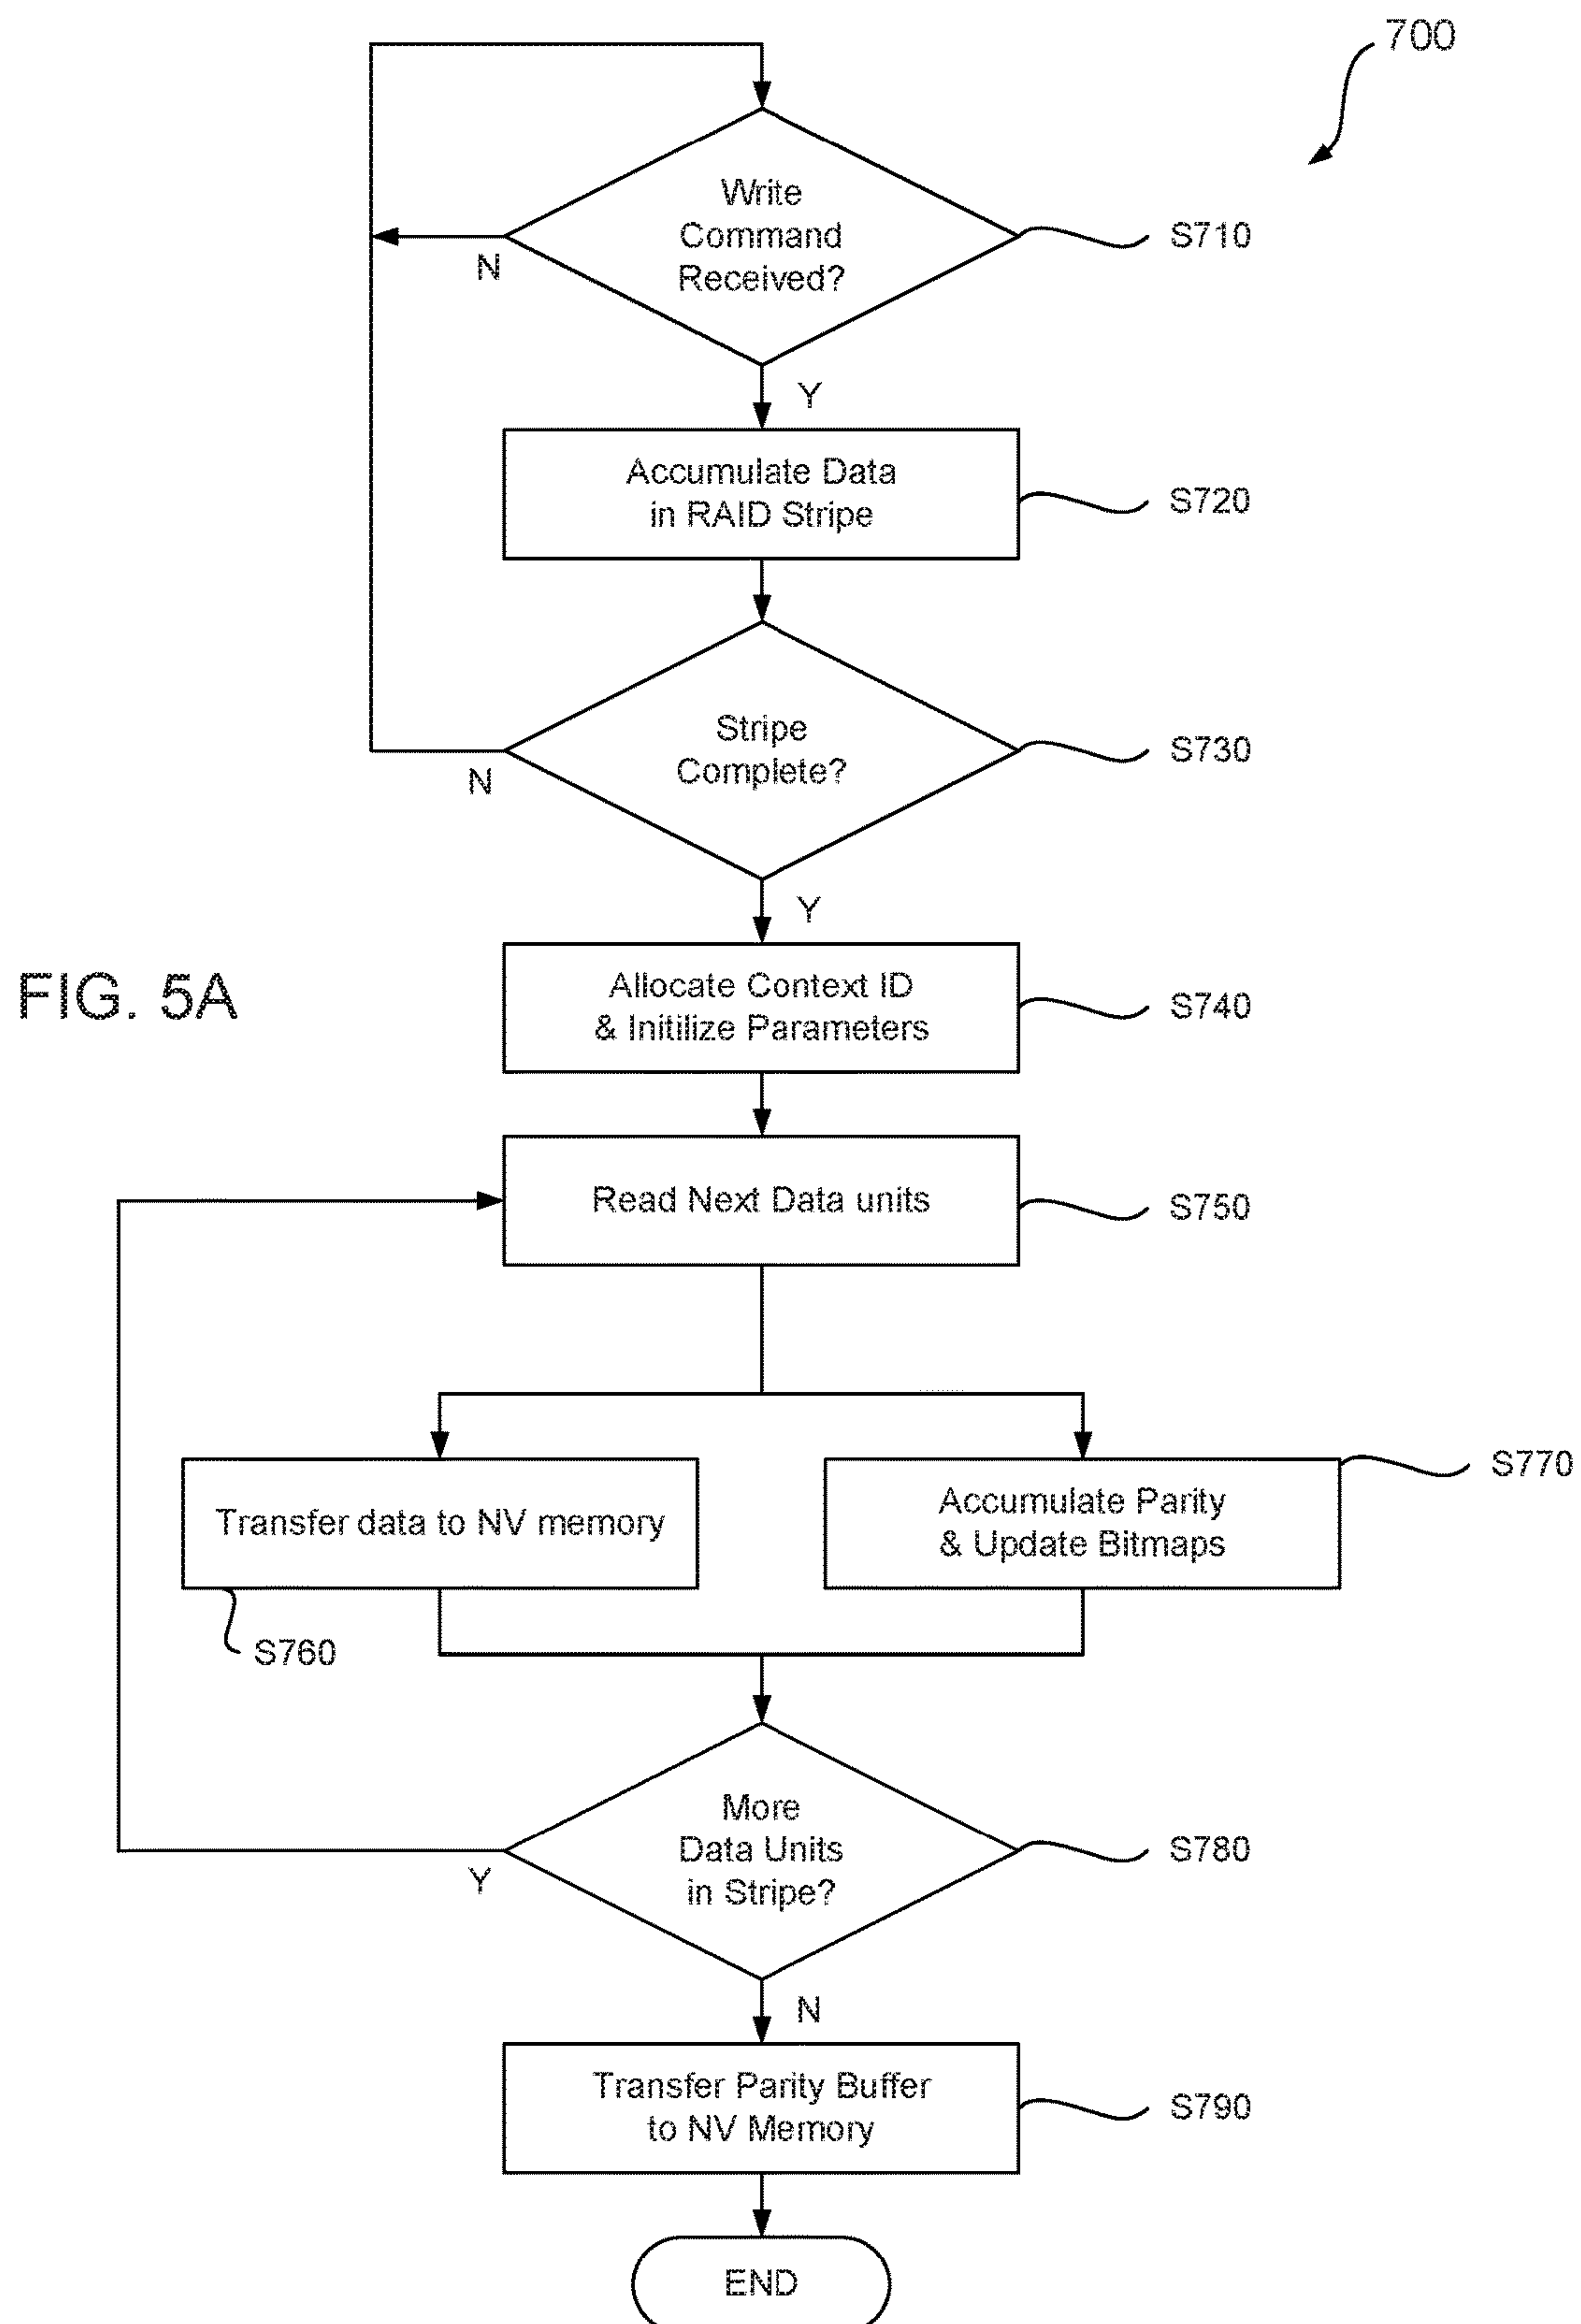 700
Write
Command
Received?
S710
N
Y
Accumulate Data
in RAID Stripe
S720
Stripe
Complete?
S730
N
Y
FIG. 5A
Allocate Context ID
& Initilize Parameters
S740
Read Next Data units
S750
Transfer data to NV memory
S760
Accumulate Parity
& Update Bitmaps
S770
More
Data Units
in Stripe?
S780
Y
N
Transfer Parity Buffer
to NV Memory
S790
END